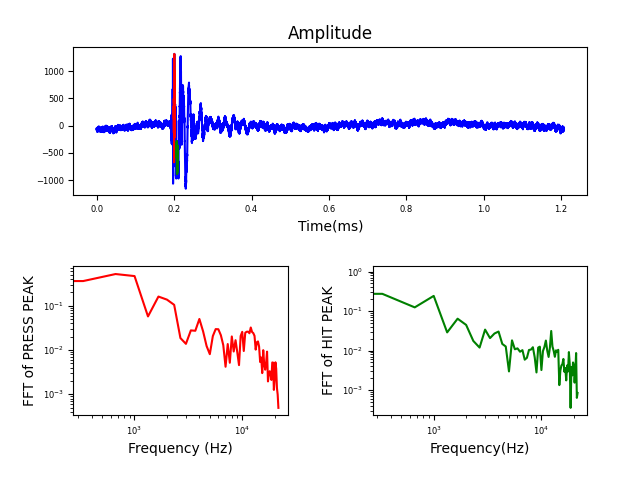 Amplitude
1000
500
0
−500
−1000
0.0 0.2 0.4 0.6 0.8 1.0 1.2
Time(ms)
FFT of PRESS PEAK
10⁻¹
10⁻²
10⁻³
10³ 10⁴
Frequency (Hz)
FFT of HIT PEAK
10⁰
10⁻¹
10⁻²
10⁻³
10³ 10⁴
Frequency(Hz)